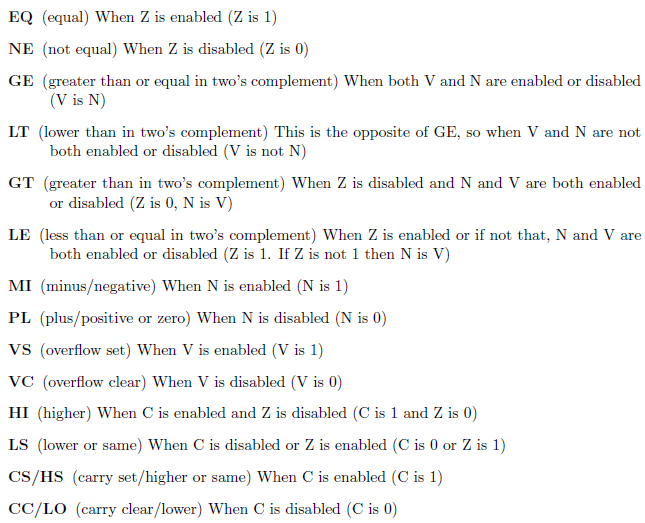 EQ (equal) When Z is enabled (Z is 1)
NE (not equal) When Z is disabled (Z is 0)
GE (greater than or equal in two's complement) When both V and N are enabled or disabled
(V is N)
LT (lower than in two's complement) This is the opposite of GE, so when V and N are not
both enabled or disabled (V is not N)
GT (greater than in two's complement) When Z is disabled and N and V are both enabled
or disabled (Z is 0, N is V)
LE (less than or equal in two's complement) When Z is enabled or if not that, N and V are
both enabled or disabled (Z is 1. If Z is not 1 then N is V)
MI (minus/negative) When N is enabled (N is 1)
PL (plus/positive or zero) When N is disabled (N is 0)
VS (overflow set) When V is enabled (V is 1)
VC (overflow clear) When V is disabled (V is 0)
HI (higher) When C is enabled and Z is disabled (C is 1 and Z is 0)
LS (lower or same) When C is disabled or Z is enabled (C is 0 or Z is 1)
CS/HS (carry set/higher or same) When C is enabled (C is 1)
CC/LO (carry clear/lower) When C is disabled (C is 0)